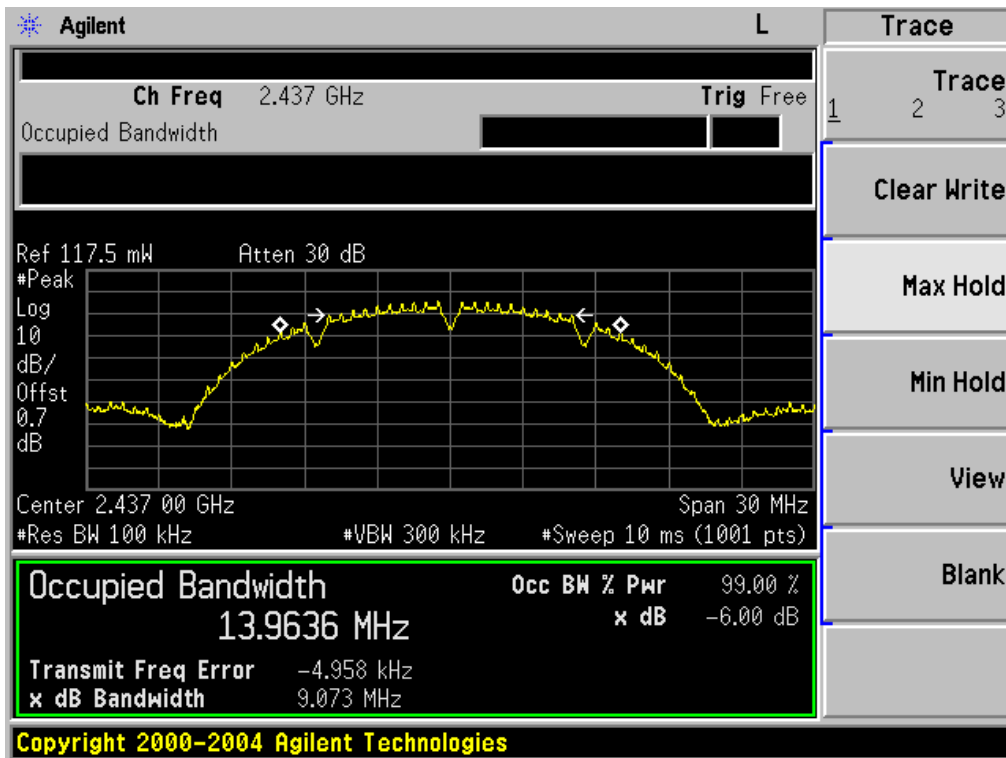 Agilent L Trace
Ch Freq 2.437 GHz Trig Free
Occupied Bandwidth
Trace
1 2 3
Clear Write
Max Hold
Min Hold
View
Blank
Ref 117.5 mW Atten 30 dB
#Peak
Log
10
dB/
Offst
0.7
dB
Center 2.437 00 GHz Span 30 MHz
#Res BW 100 kHz #VBW 300 kHz #Sweep 10 ms (1001 pts)
Occupied Bandwidth
13.9636 MHz
Occ BW % Pwr 99.00 %
x dB -6.00 dB
Transmit Freq Error -4.958 kHz
x dB Bandwidth 9.073 MHz
Copyright 2000-2004 Agilent Technologies